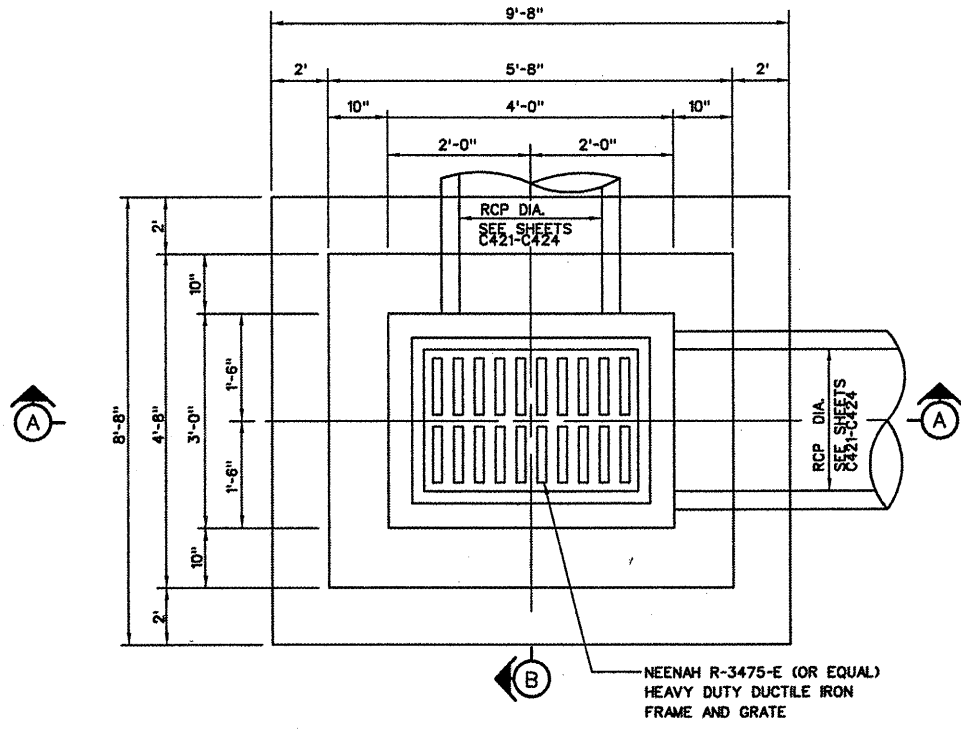 9'-8"
2'
5'-8"
2'
10"
4'-0"
10"
2'-0"
2'-0"
RCP DIA.
SEE SHEETS
C421-C424
2'
10"
1'-6"
8'-8"
4'-8"
3'-0"
1'-6"
10"
2'
A
A
RCP DIA.
SEE SHEETS
C421-C424
B
NEENAH R-3475-E (OR EQUAL)
HEAVY DUTY DUCTILE IRON
FRAME AND GRATE